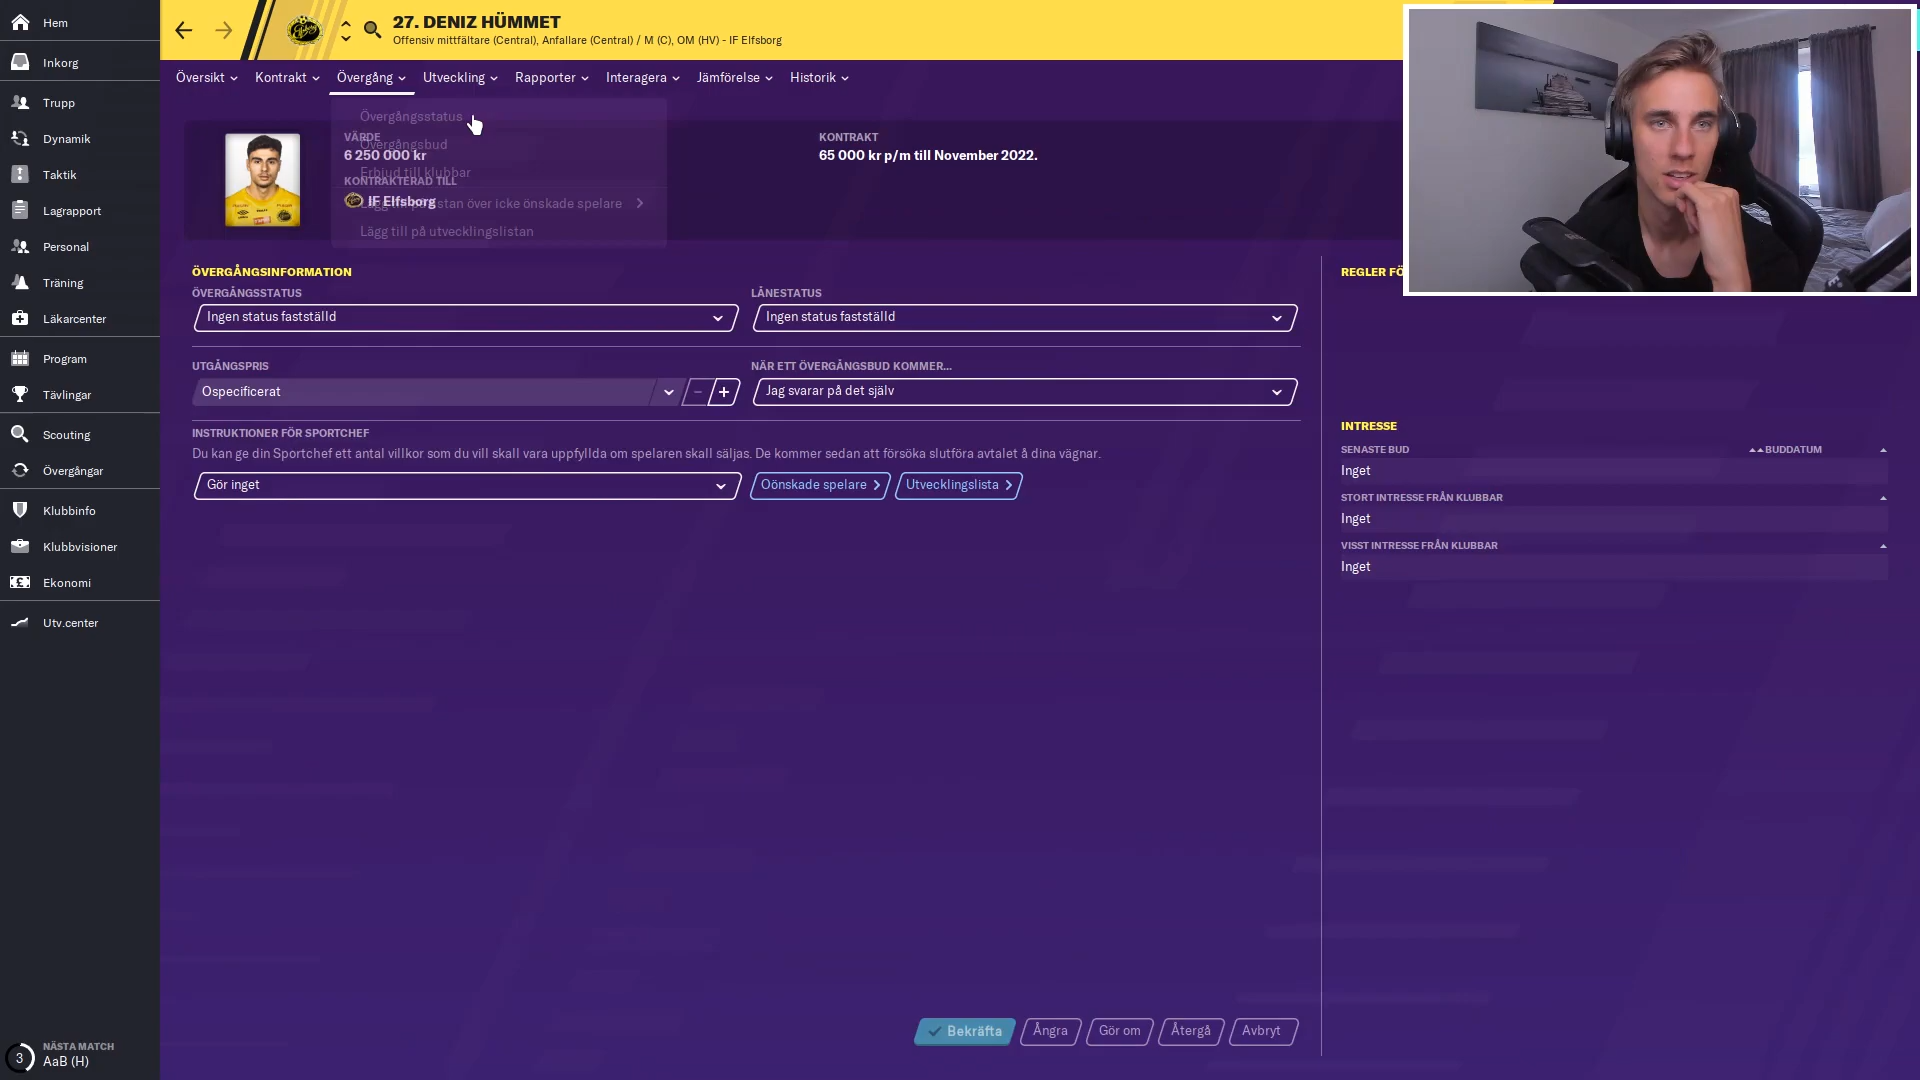 Hem
Inkorg
Trupp
Dynamik
Taktik
Lagrapport
Personal
Träning
Läkarcenter
Program
Tävlingar
Scouting
Övergångar
Klubbinfo
Klubbvisioner
Ekonomi
Utv.center
3
NÄSTA MATCH
AaB (H)
27. DENIZ HÜMMET
Offensiv mittfältare (Central), Anfallare (Central) / M (C), OM (HV) - IF Elfsborg
Översikt Kontrakt Övergång Utveckling Rapporter Interagera Jämförelse Historik
Övergångsstatus
Övergångsbud
Erbjud till klubbar
stan över icke önskade spelare
Lägg till på utvecklingslistan
VÄRDE
6 250 000 kr
KONTRAKTERAD TILL
IF Elfsborg
KONTRAKT
65 000 kr p/m till November 2022.
ÖVERGÅNGSINFORMATION
ÖVERGÅNGSSTATUS
Ingen status fastställd
LÅNESTATUS
Ingen status fastställd
UTGÅNGSPRIS
Ospecificerat
NÄR ETT ÖVERGÅNGSBUD KOMMER...
Jag svarar på det själv
INSTRUKTIONER FÖR SPORTCHEF
Du kan ge din Sportchef ett antal villkor som du vill skall vara uppfyllda om spelaren skall säljas. De kommer sedan att försöka slutföra avtalet å dina vägnar.
Gör inget
Oönskade spelare
Utvecklingslista
REGLER FÖ
INTRESSE
SENASTE BUD BUDDATUM
Inget
STORT INTRESSE FRÅN KLUBBAR
Inget
VISST INTRESSE FRÅN KLUBBAR
Inget
Bekräfta Ångra Gör om Återgå Avbryt